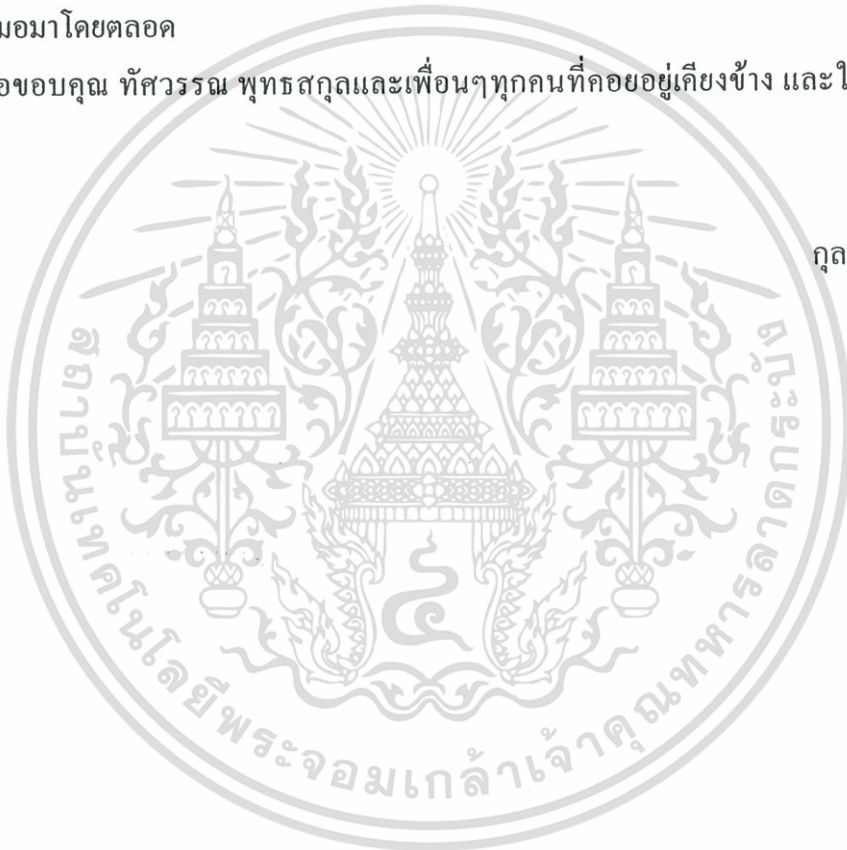 มอมาโดยตลอด
อขอบคุณ ทัศวรรณ พุทธสกุลและเพื่อนๆทุกคนที่คอยอยู่เคียงข้าง และใ
กุล
สถาบันเทคโนโลยีพระจอมเกล้าเจ้าคุณทหารลาดกระบัง
๔